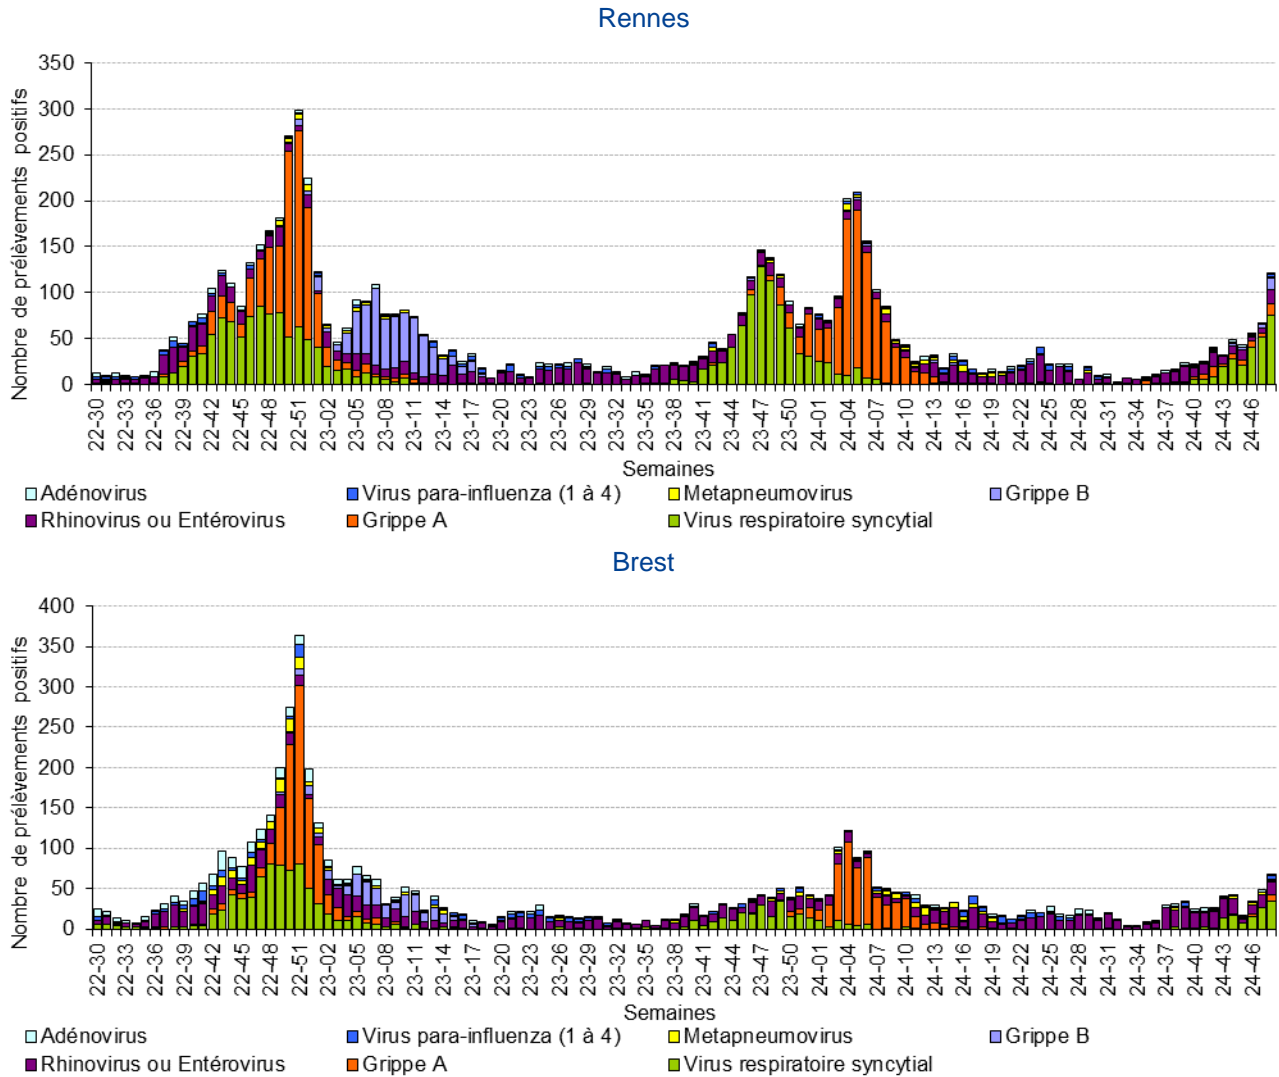 Rennes
Nombre de prélèvements positifs
350
300
250
200
150
100
50
0
22-30 22-33 22-36 22-39 22-42 22-45 22-48 22-51 23-02 23-05 23-08 23-11 23-14 23-17 23-20 23-23 23-26 23-29 23-32 23-35 23-38 23-41 23-44 23-47 23-50 24-01 24-04 24-07 24-10 24-13 24-16 24-19 24-22 24-25 24-28 24-31 24-34 24-37 24-40 24-43 24-46
Semaines
Adénovirus Virus para-influenza (1 à 4) Metapneumovirus Grippe B
Rhinovirus ou Entérovirus Grippe A Virus respiratoire syncytial
Brest
Nombre de prélèvements positifs
400
350
300
250
200
150
100
50
0
22-30 22-33 22-36 22-39 22-42 22-45 22-48 22-51 23-02 23-05 23-08 23-11 23-14 23-17 23-20 23-23 23-26 23-29 23-32 23-35 23-38 23-41 23-44 23-47 23-50 24-01 24-04 24-07 24-10 24-13 24-16 24-19 24-22 24-25 24-28 24-31 24-34 24-37 24-40 24-43 24-46
Semaines
Adénovirus Virus para-influenza (1 à 4) Metapneumovirus Grippe B
Rhinovirus ou Entérovirus Grippe A Virus respiratoire syncytial